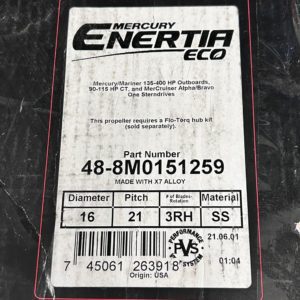 MERCURY
ENERTIA
ECO
Mercury/Mariner 135-400 HP Outboards,
90-115 HP CT, and MerCruiser Alpha/Bravo
One Sterndrives
This propeller requires a Flo-Torq hub kit
(sold separately).
Part Number
48-8M0151259
MADE WITH X7 ALLOY
Diameter Pitch # of Blades-Rotation Material
16 21 3RH SS
21.06.01
PERFORMANCE
PVS
SYSTEM
01:04
7 45061 263918
Origin: USA